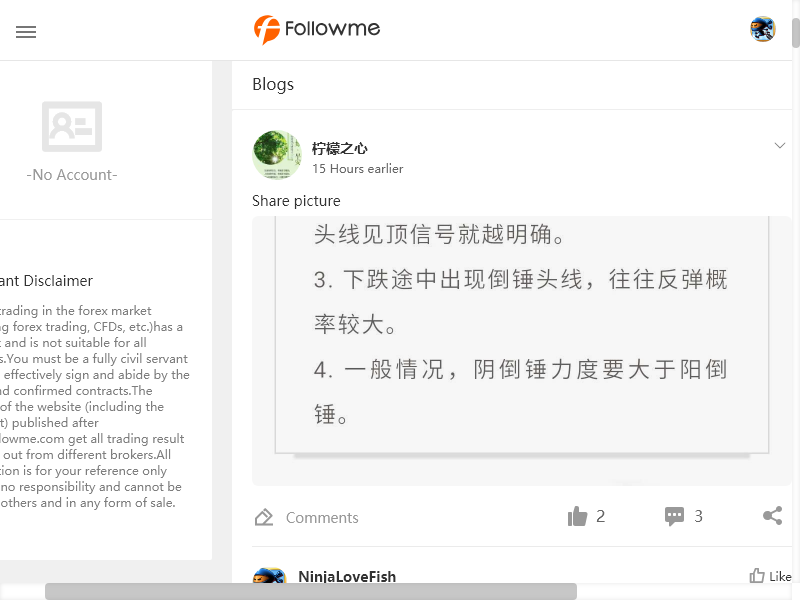 Followme
Blogs
-No Account-
柠檬之心
15 Hours earlier
Share picture
头线见顶信号就越明确。
3. 下跌途中出现倒锤头线，往往反弹概
率较大。
4. 一般情况，阴倒锤力度要大于阳倒
锤。
ant Disclaimer
trading in the forex market
g forex trading, CFDs, etc.)has a
and is not suitable for all
s.You must be a fully civil servant
effectively sign and abide by the
nd confirmed contracts.The
of the website (including the
t) published after
lowme.com get all trading result
out from different brokers.All
tion is for your reference only
no responsibility and cannot be
others and in any form of sale.
Comments
2
3
NinjaLoveFish
Like